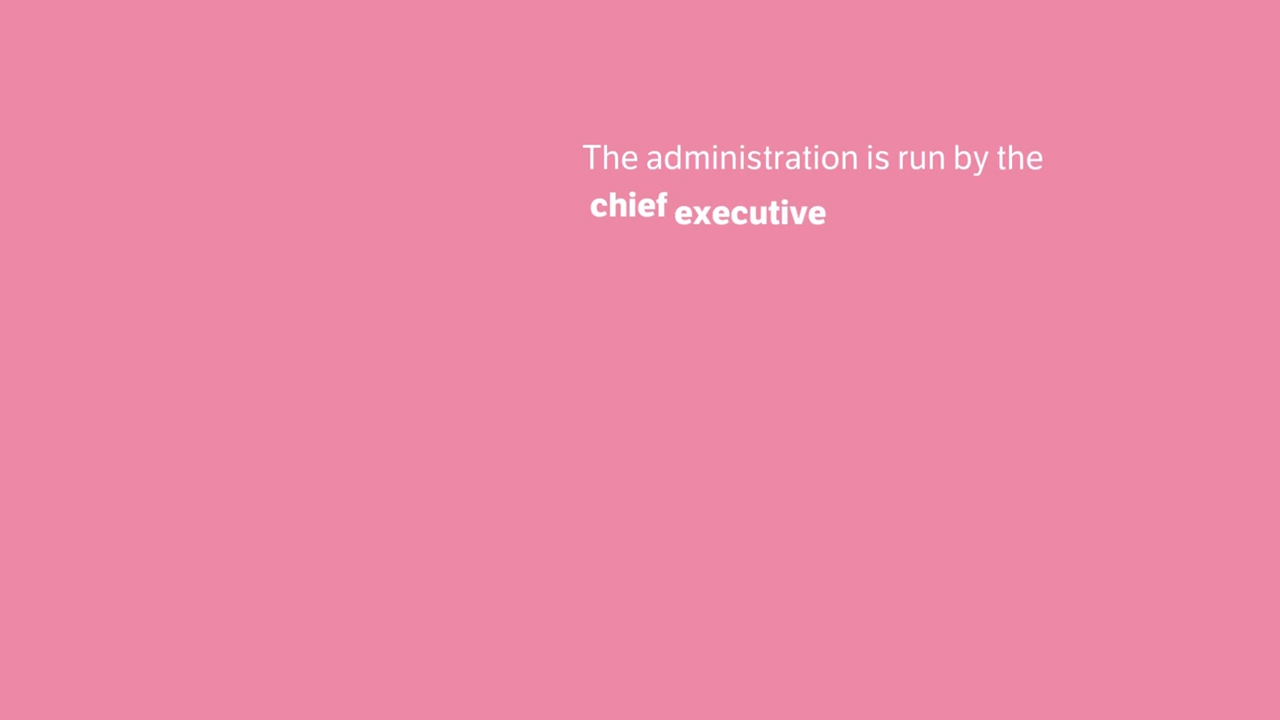 The administration is run by the
chief executive